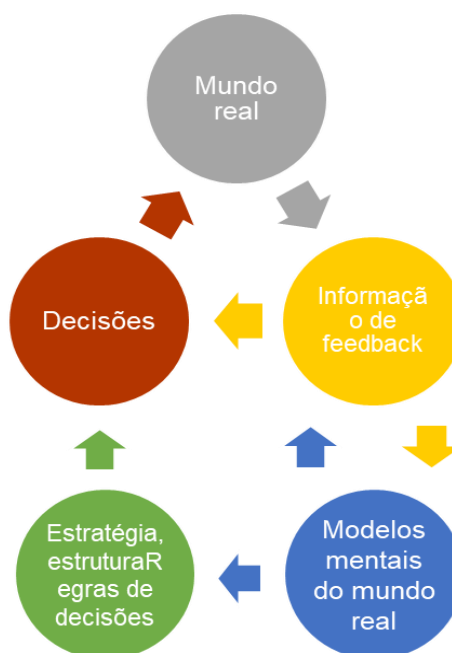 Mundo
real
Decisões
Informaçã
o de
feedback
Estratégia,
estruturaR
egras de
decisões
Modelos
mentais
do mundo
real